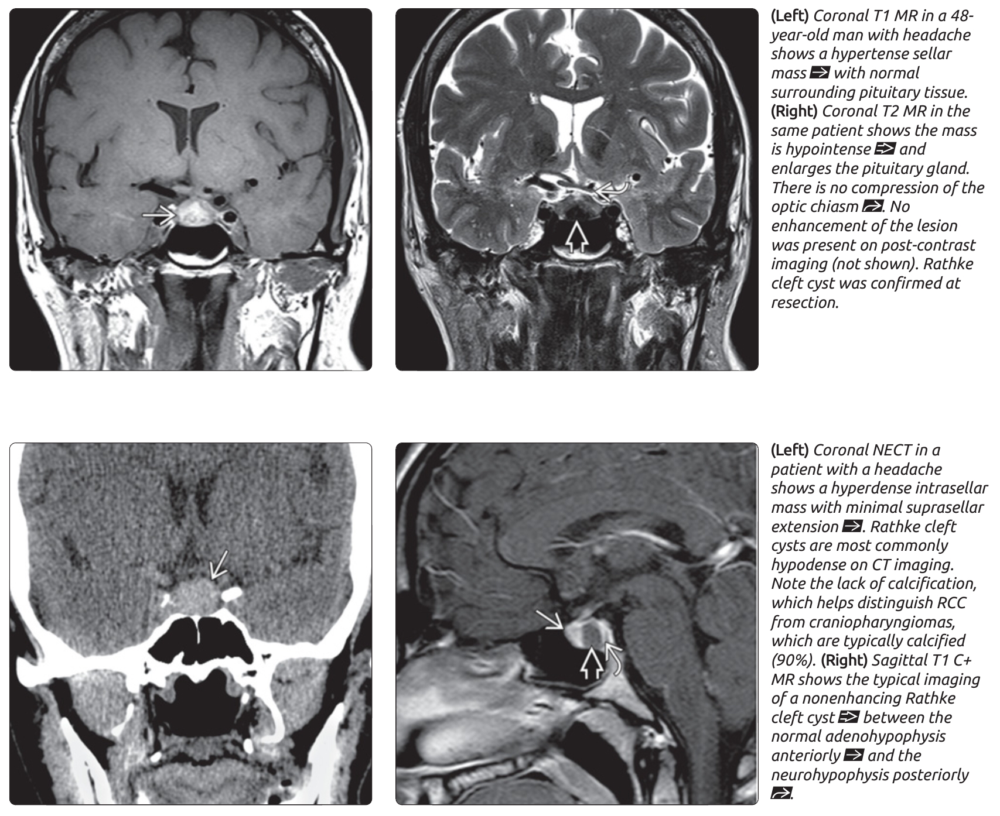 (Left) Coronal T1 MR in a 48-
year-old man with headache
shows a hypertense sellar
mass with normal
surrounding pituitary tissue.
(Right) Coronal T2 MR in the
same patient shows the mass
is hypointense and
enlarges the pituitary gland.
There is no compression of the
optic chiasm . No
enhancement of the lesion
was present on post-contrast
imaging (not shown). Rathke
cleft cyst was confirmed at
resection.
(Left) Coronal NECT in a
patient with a headache
shows a hyperdense intrasellar
mass with minimal suprasellar
extension . Rathke cleft
cysts are most commonly
hypodense on CT imaging.
Note the lack of calcification,
which helps distinguish RCC
from craniopharyngiomas,
which are typically calcified
(90%). (Right) Sagittal T1 C+
MR shows the typical imaging
of a nonenhancing Rathke
cleft cyst between the
normal adenohypophysis
anteriorly and the
neurohypophysis posteriorly
.